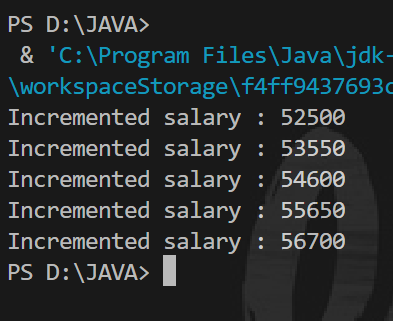 PS D:\JAVA>
& 'C:\Program Files\Java\jdk-
\workspaceStorage\f4ff9437693c
Incremented salary : 52500
Incremented salary : 53550
Incremented salary : 54600
Incremented salary : 55650
Incremented salary : 56700
PS D:\JAVA>